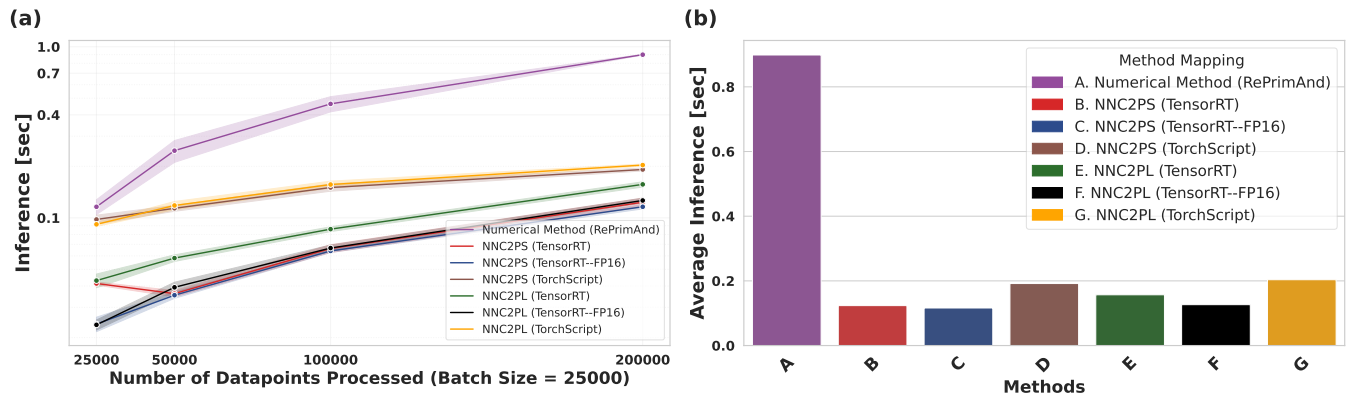 (a)
1.0
0.7
0.4
0.1
Inference [sec]
25000 50000 100000 200000
Number of Datapoints Processed (Batch Size = 25000)
Numerical Method (RePrimAnd)
NNC2PS (TensorRT)
NNC2PS (TensorRT--FP16)
NNC2PS (TorchScript)
NNC2PL (TensorRT)
NNC2PL (TensorRT--FP16)
NNC2PL (TorchScript)
(b)
0.8
0.6
0.4
0.2
0.0
Average Inference [sec]
Method Mapping
A. Numerical Method (RePrimAnd)
B. NNC2PS (TensorRT)
C. NNC2PS (TensorRT--FP16)
D. NNC2PS (TorchScript)
E. NNC2PL (TensorRT)
F. NNC2PL (TensorRT--FP16)
G. NNC2PL (TorchScript)
A B C D E F G
Methods